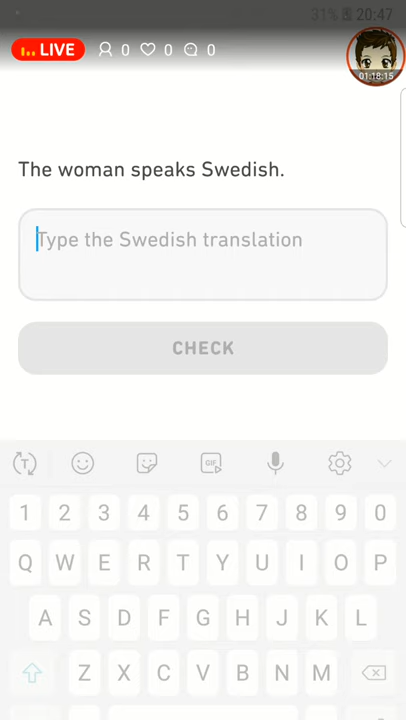 31% 20:47
LIVE 0 0 0
01:18:15
The woman speaks Swedish.
Type the Swedish translation
CHECK
GIF
1 2 3 4 5 6 7 8 9 0
Q W E R T Y U I O P
A S D F G H J K L
Z X C V B N M